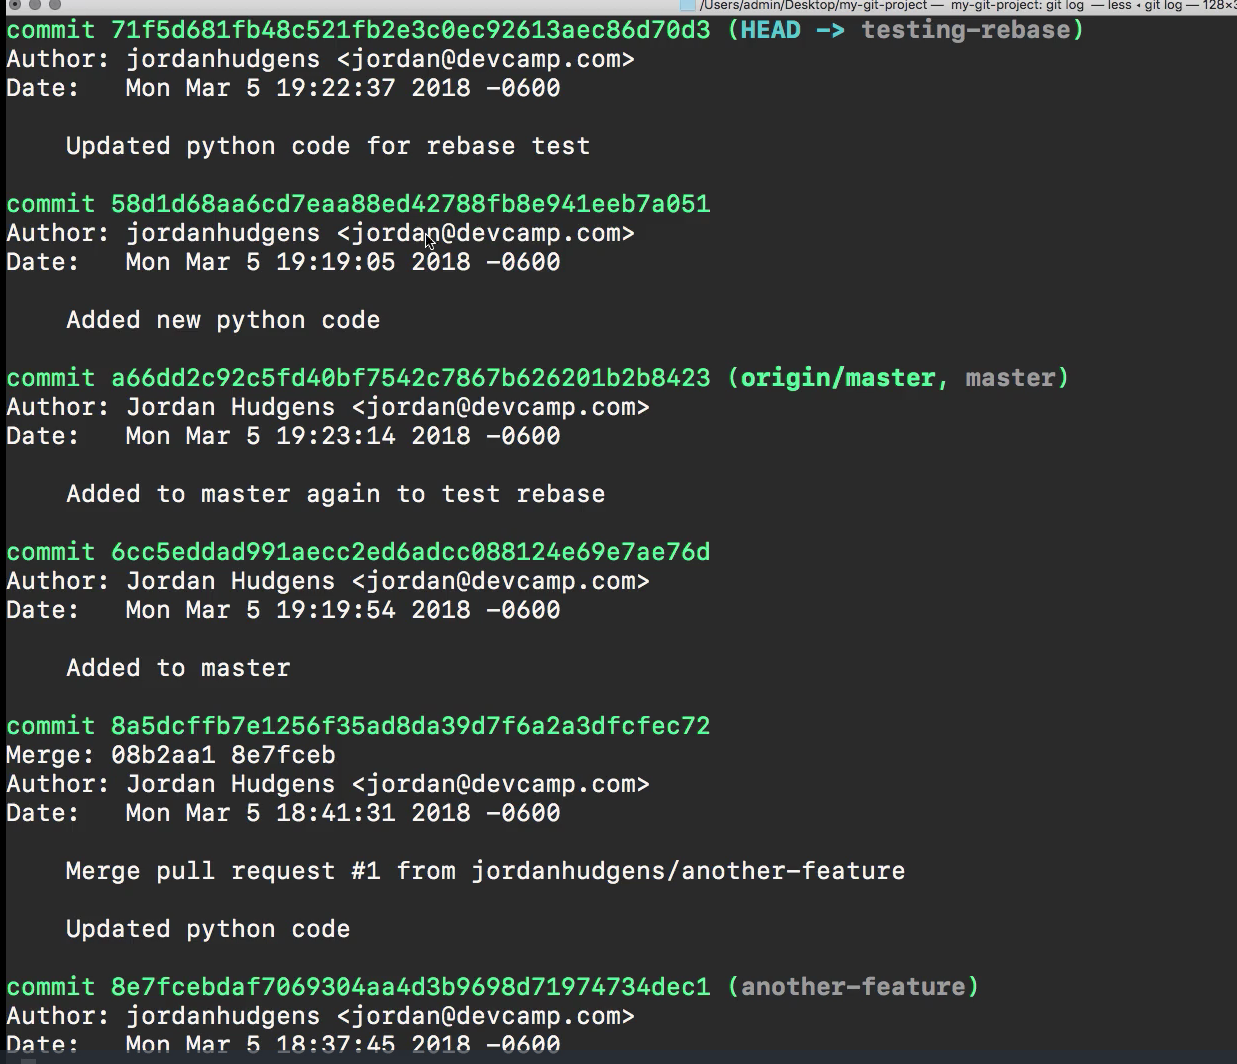 /Users/admin/Desktop/my-git-project — my-git-project: git log — less ◂ git log — 128×
commit 71f5d681fb48c521fb2e3c0ec92613aec86d70d3 (HEAD -> testing-rebase)
Author: jordanhudgens <jordan@devcamp.com>
Date:   Mon Mar 5 19:22:37 2018 -0600
Updated python code for rebase test
commit 58d1d68aa6cd7eaa88ed42788fb8e941eeb7a051
Author: jordanhudgens <jordan@devcamp.com>
Date:   Mon Mar 5 19:19:05 2018 -0600
Added new python code
commit a66dd2c92c5fd40bf7542c7867b626201b2b8423 (origin/master, master)
Author: Jordan Hudgens <jordan@devcamp.com>
Date:   Mon Mar 5 19:23:14 2018 -0600
Added to master again to test rebase
commit 6cc5eddad991aecc2ed6adcc088124e69e7ae76d
Author: Jordan Hudgens <jordan@devcamp.com>
Date:   Mon Mar 5 19:19:54 2018 -0600
Added to master
commit 8a5dcffb7e1256f35ad8da39d7f6a2a3dfcfec72
Merge: 08b2aa1 8e7fceb
Author: Jordan Hudgens <jordan@devcamp.com>
Date:   Mon Mar 5 18:41:31 2018 -0600
Merge pull request #1 from jordanhudgens/another-feature
Updated python code
commit 8e7fcebdaf7069304aa4d3b9698d71974734dec1 (another-feature)
Author: jordanhudgens <jordan@devcamp.com>
Date:   Mon Mar 5 18:37:45 2018 -0600